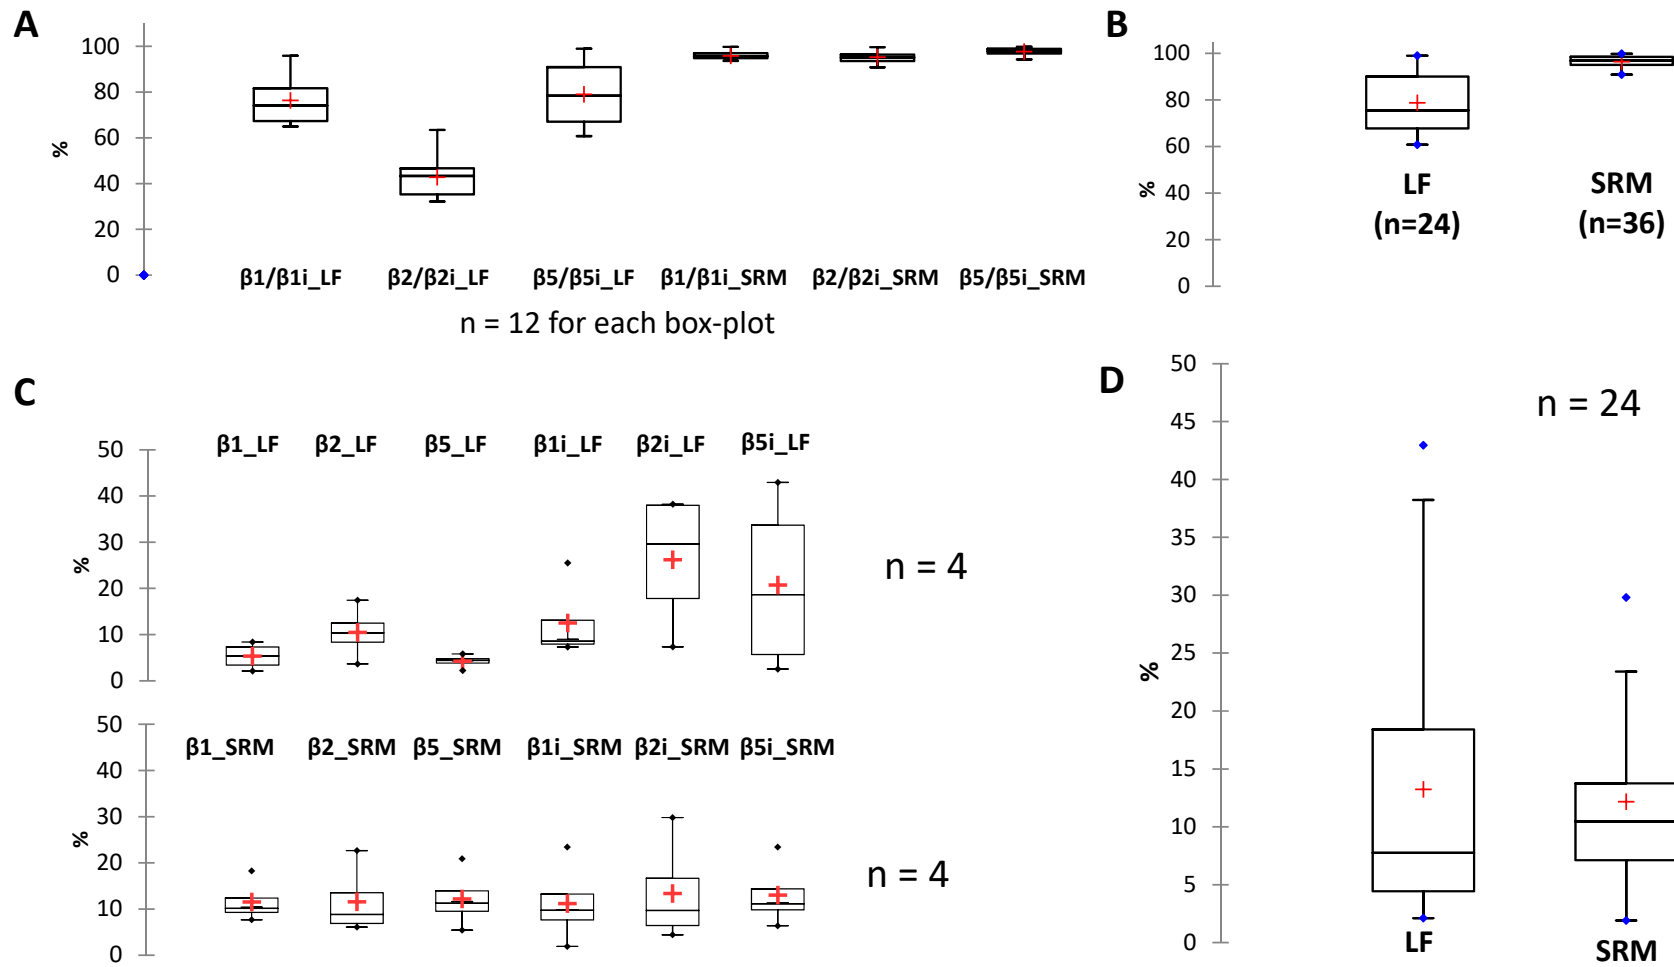 A
100
80
60
40
20
0
%
β1/β1i_LF β2/β2i_LF β5/β5i_LF β1/β1i_SRM β2/β2i_SRM β5/β5i_SRM
n = 12 for each box-plot
B
100
80
60
40
20
0
%
LF
(n=24)
SRM
(n=36)
C
β1_LF β2_LF β5_LF β1i_LF β2i_LF β5i_LF
50
40
30
20
10
0
%
n = 4
50
40
30
20
10
0
%
β1_SRM β2_SRM β5_SRM β1i_SRM β2i_SRM β5i_SRM
n = 4
D
50
45
40
35
30
25
20
15
10
5
0
%
n = 24
LF
SRM